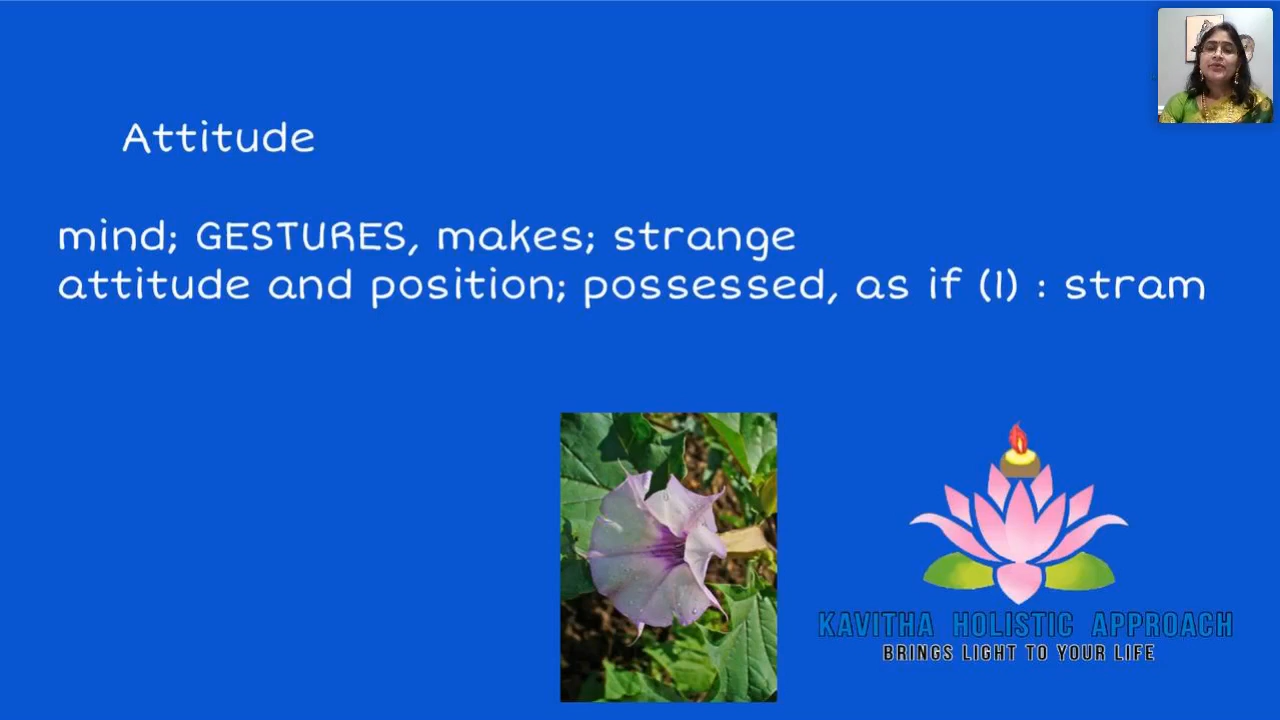 Attitude
mind; GESTURES, makes; strange
attitude and position; possessed, as if (1) : stram
KAVITHA HOLISTIC APPROACH
BRINGS LIGHT TO YOUR LIFE